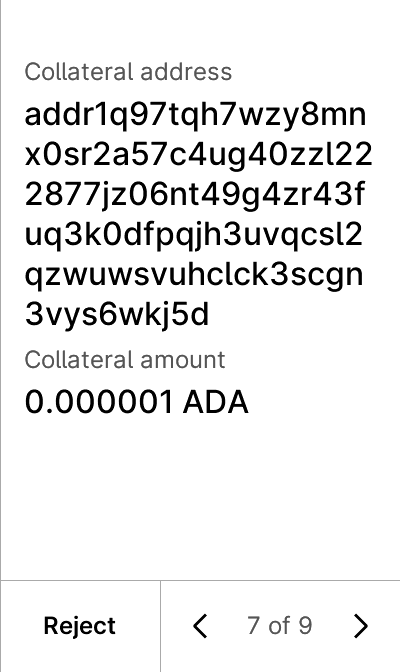 Collateral address
addr1q97tqh7wzy8mn
x0sr2a57c4ug40zzl22
2877jz06nt49g4zr43f
uq3k0dfpqjh3uvqcsl2
qzwuwsvuhclck3scgn
3vys6wkj5d
Collateral amount
0.000001 ADA
Reject
7 of 9